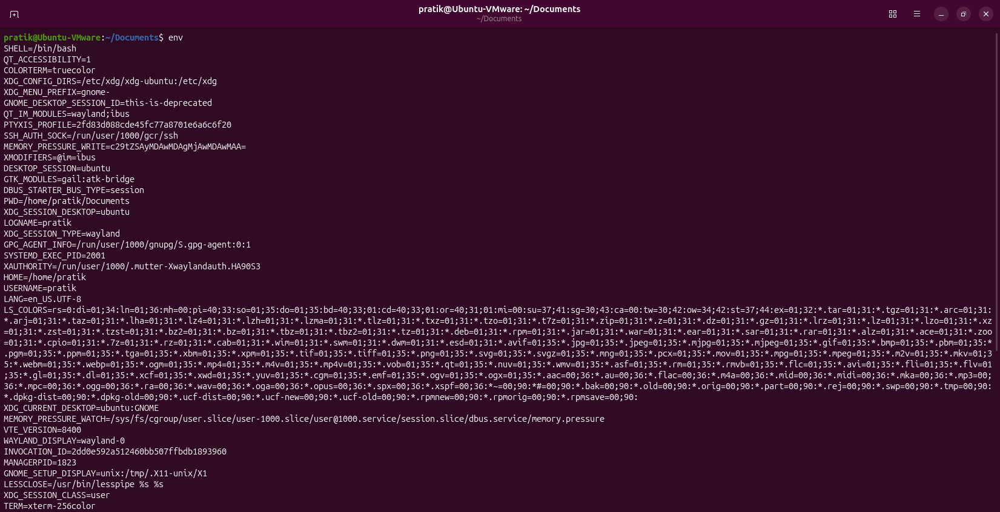 pratik@Ubuntu-VMware: ~/Documents
~/Documents
pratik@Ubuntu-VMware:~/Documents$ env
SHELL=/bin/bash
QT_ACCESSIBILITY=1
COLORTERM=truecolor
XDG_CONFIG_DIRS=/etc/xdg/xdg-ubuntu:/etc/xdg
XDG_MENU_PREFIX=gnome-
GNOME_DESKTOP_SESSION_ID=this-is-deprecated
QT_IM_MODULES=wayland;ibus
PTYXIS_PROFILE=2fd83d088cde45fc77a8701e6a6c6f20
SSH_AUTH_SOCK=/run/user/1000/gcr/ssh
MEMORY_PRESSURE_WRITE=c29tZSAyMDAwMDAgMjAwMDAwMAA=
XMODIFIERS=@im=ibus
DESKTOP_SESSION=ubuntu
GTK_MODULES=gail:atk-bridge
DBUS_STARTER_BUS_TYPE=session
PWD=/home/pratik/Documents
XDG_SESSION_DESKTOP=ubuntu
LOGNAME=pratik
XDG_SESSION_TYPE=wayland
GPG_AGENT_INFO=/run/user/1000/gnupg/S.gpg-agent:0:1
SYSTEMD_EXEC_PID=2001
XAUTHORITY=/run/user/1000/.mutter-Xwaylandauth.HA90S3
HOME=/home/pratik
USERNAME=pratik
LANG=en_US.UTF-8
LS_COLORS=rs=0:di=01;34:ln=01;36:mh=00:pi=40;33:so=01;35:do=01;35:bd=40;33;01:cd=40;33;01:or=40;31;01:mi=00:su=37;41:sg=30;43:ca=00:tw=30;42:ow=34;42:st=37;44:ex=01;32:*.tar=01;31:*.tgz=01;31:*.arc=01;31:
*.arj=01;31:*.taz=01;31:*.lha=01;31:*.lz4=01;31:*.lzh=01;31:*.lzma=01;31:*.tlz=01;31:*.txz=01;31:*.tzo=01;31:*.t7z=01;31:*.zip=01;31:*.z=01;31:*.dz=01;31:*.gz=01;31:*.lrz=01;31:*.lz=01;31:*.lzo=01;31:*.xz
=01;31:*.zst=01;31:*.tzst=01;31:*.bz2=01;31:*.bz=01;31:*.tbz=01;31:*.tbz2=01;31:*.tz=01;31:*.deb=01;31:*.rpm=01;31:*.jar=01;31:*.war=01;31:*.ear=01;31:*.sar=01;31:*.rar=01;31:*.alz=01;31:*.ace=01;31:*.zoo
=01;31:*.cpio=01;31:*.7z=01;31:*.rz=01;31:*.cab=01;31:*.wim=01;31:*.swm=01;31:*.dwm=01;31:*.esd=01;31:*.avif=01;35:*.jpg=01;35:*.jpeg=01;35:*.mjpg=01;35:*.mjpeg=01;35:*.gif=01;35:*.bmp=01;35:*.pbm=01;35:*
.pgm=01;35:*.ppm=01;35:*.tga=01;35:*.xbm=01;35:*.xpm=01;35:*.tif=01;35:*.tiff=01;35:*.png=01;35:*.svg=01;35:*.svgz=01;35:*.mng=01;35:*.pcx=01;35:*.mov=01;35:*.mpg=01;35:*.mpeg=01;35:*.m2v=01;35:*.mkv=01;3
5:*.webm=01;35:*.webp=01;35:*.ogm=01;35:*.mp4=01;35:*.m4v=01;35:*.mp4v=01;35:*.vob=01;35:*.qt=01;35:*.nuv=01;35:*.wmv=01;35:*.asf=01;35:*.rm=01;35:*.rmvb=01;35:*.flc=01;35:*.avi=01;35:*.fli=01;35:*.flv=01
;35:*.gl=01;35:*.dl=01;35:*.xcf=01;35:*.xwd=01;35:*.yuv=01;35:*.cgm=01;35:*.emf=01;35:*.ogv=01;35:*.ogx=01;35:*.aac=00;36:*.au=00;36:*.flac=00;36:*.m4a=00;36:*.mid=00;36:*.midi=00;36:*.mka=00;36:*.mp3=00;
36:*.mpc=00;36:*.ogg=00;36:*.ra=00;36:*.wav=00;36:*.oga=00;36:*.opus=00;36:*.spx=00;36:*.xspf=00;36:*~=00;90:*#=00;90:*.bak=00;90:*.old=00;90:*.orig=00;90:*.part=00;90:*.rej=00;90:*.swp=00;90:*.tmp=00;90:
*.dpkg-dist=00;90:*.dpkg-old=00;90:*.ucf-dist=00;90:*.ucf-new=00;90:*.ucf-old=00;90:*.rpmnew=00;90:*.rpmorig=00;90:*.rpmsave=00;90:
XDG_CURRENT_DESKTOP=ubuntu:GNOME
MEMORY_PRESSURE_WATCH=/sys/fs/cgroup/user.slice/user-1000.slice/user@1000.service/session.slice/dbus.service/memory.pressure
VTE_VERSION=8400
WAYLAND_DISPLAY=wayland-0
INVOCATION_ID=2dd0e592a512460bb507ffbdb1893960
MANAGERPID=1823
GNOME_SETUP_DISPLAY=unix:/tmp/.X11-unix/X1
LESSCLOSE=/usr/bin/lesspipe %s %s
XDG_SESSION_CLASS=user
TERM=xterm-256color